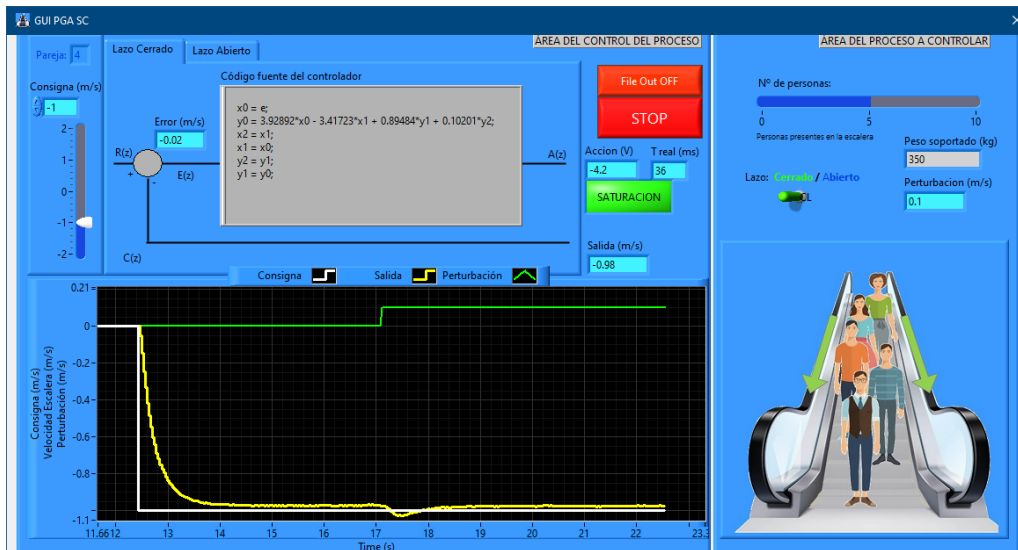 GUI PGA SC
Pareja: 4
Lazo Cerrado
Lazo Abierto
AREA DEL CONTROL DEL PROCESO
AREA DEL PROCESO A CONTROLAR
Consigna (m/s)
-1
2
1
0
-1
-2
Código fuente del controlador
x0 = e;
y0 = 3.92892*x0 - 3.41723*x1 + 0.89484*y1 + 0.10201*y2;
x2 = x1;
x1 = x0;
y2 = y1;
y1 = y0;
Error (m/s)
-0.02
R(z)
+
-
E(z)
A(z)
C(z)
File Out OFF
STOP
Accion (V)
-4.2
T real (ms)
36
SATURACION
Salida (m/s)
-0.98
Nº de personas:
0 5 10
Personas presentes en la escalera
Peso soportado (kg)
350
Lazo: Cerrado / Abierto
Perturbacion (m/s)
0.1
Consigna
Salida
Perturbación
Consigna (m/s)
Velocidad Escalera (m/s)
Perturbación (m/s)
0.21
0
-0.2
-0.4
-0.6
-0.8
-1.1
11.6612 13 14 15 16 17 18 19 20 21 22 23.3
Time (s)